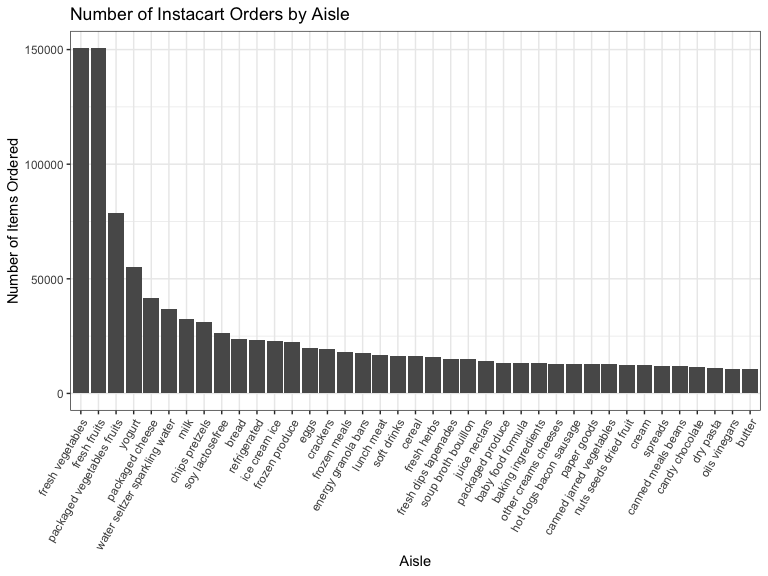 Number of Instacart Orders by Aisle
Number of Items Ordered
150000
100000
50000
0
fresh vegetables
fresh fruits
packaged vegetables fruits
yogurt
packaged cheese
water seltzer sparkling water
milk
chips pretzels
soy lactosefree
bread
refrigerated
ice cream ice
frozen produce
eggs
crackers
frozen meals
energy granola bars
lunch meat
soft drinks
cereal
fresh herbs
fresh dips tapenades
soup broth bouillon
juice nectars
packaged produce
baby food formula
baking ingredients
other creams cheeses
hot dogs bacon sausage
paper goods
canned jarred vegetables
nuts seeds dried fruit
cream
spreads
canned meals beans
candy chocolate
dry pasta
oils vinegars
butter
Aisle